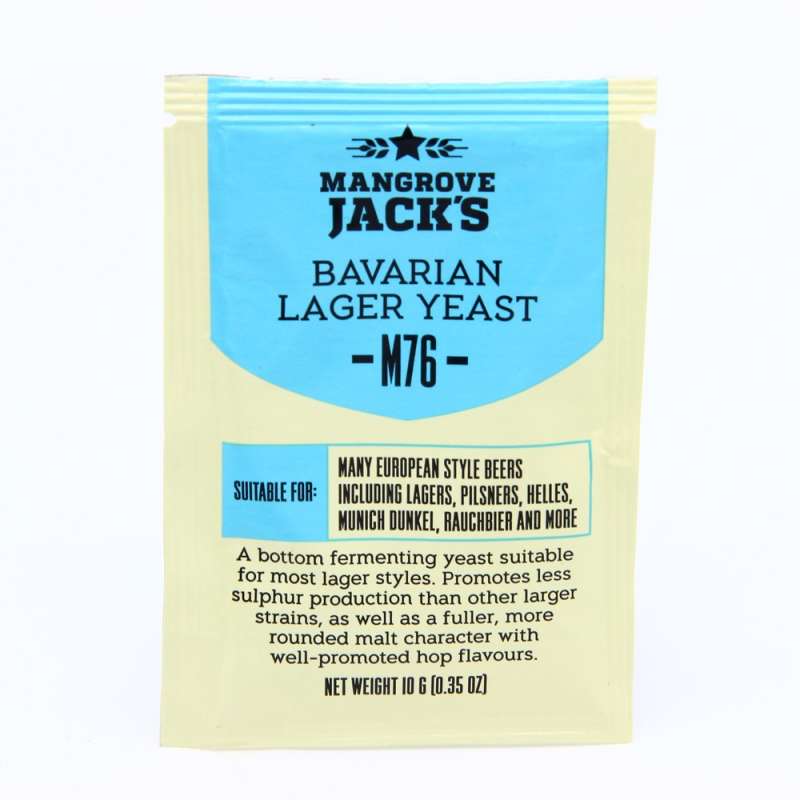 MANGROVE
JACK'S
BAVARIAN
LAGER YEAST
- M76 -
SUITABLE FOR:
MANY EUROPEAN STYLE BEERS
INCLUDING LAGERS, PILSNERS, HELLES,
MUNICH DUNKEL, RAUCHBIER AND MORE
A bottom fermenting yeast suitable
for most lager styles. Promotes less
sulphur production than other larger
strains, as well as a fuller, more
rounded malt character with
well-promoted hop flavours.
NET WEIGHT 10 G (0.35 OZ)